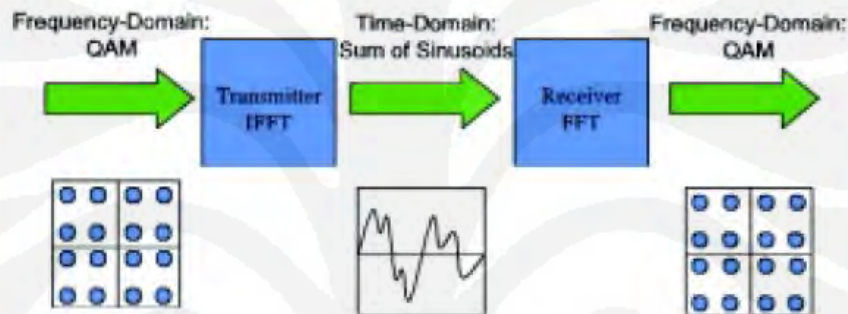 Frequency-Domain:
QAM
Time-Domain:
Sum of Sinusoids
Frequency-Domain:
QAM
Transmitter
IFFT
Receiver
FFT